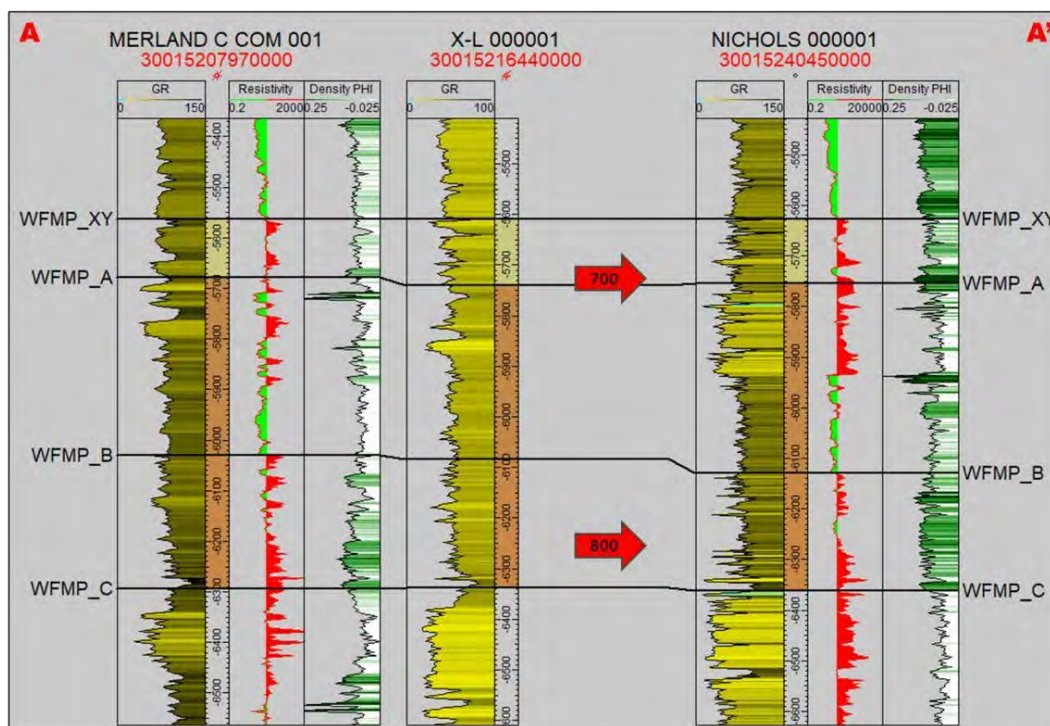 A
A'
MERLAND C COM 001
30015207970000
X-L 000001
30015216440000
NICHOLS 000001
30015240450000
GR
0 150
Resistivity
0.2 20000
Density PHI
0.25 -0.025
GR
0 100
GR
0 150
Resistivity
0.2 20000
Density PHI
0.25 -0.025
WFMP_XY
WFMP_A
WFMP_B
WFMP_C
-5400
-5500
-5600
-5700
-5800
-5900
-6000
-6100
-6200
-6300
-6400
-6500
-5500
-5600
-5700
-5800
-5900
-6000
-6100
-6200
-6300
-6400
-6500
700
800
-5500
-5600
-5700
-5800
-5900
-6000
-6100
-6200
-6300
-6400
-6500
-6600
WFMP_XY
WFMP_A
WFMP_B
WFMP_C